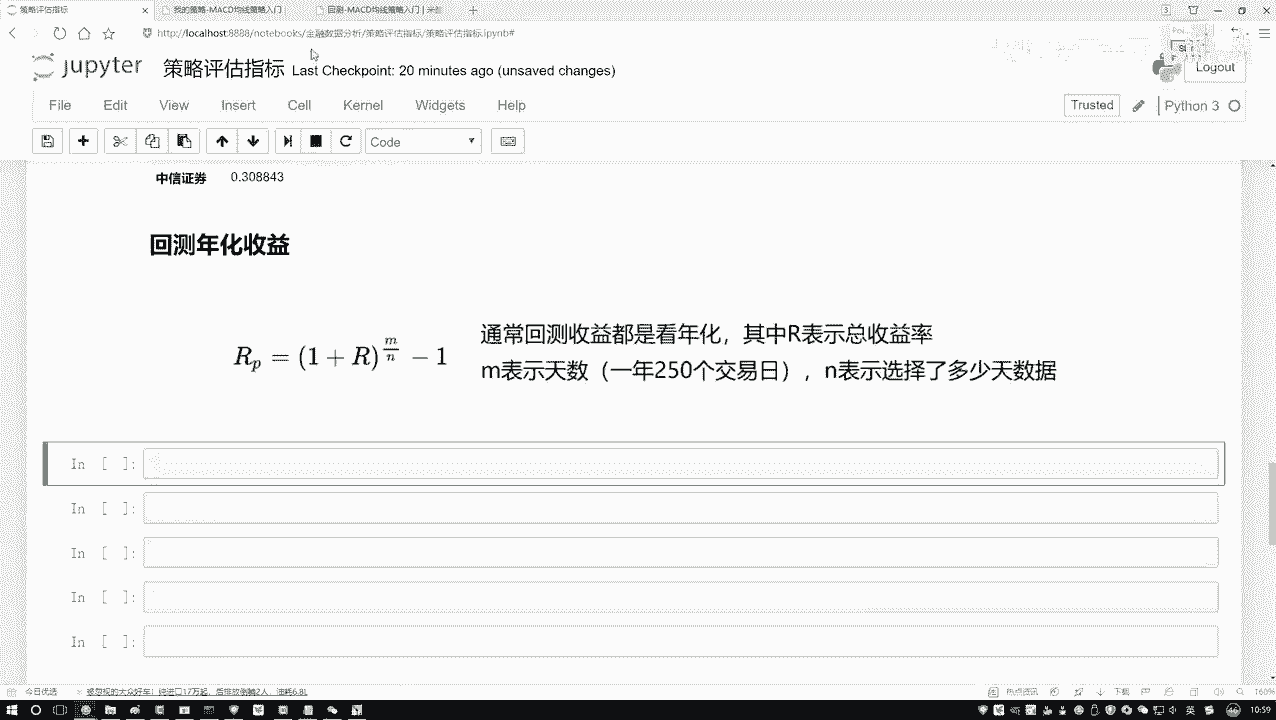 策略评估指标
我的策略-MACD均线策略入门
回测-MACD均线策略入门 |
http://localhost:8888/notebooks/金融数据分析/策略评估指标/策略评估指标.ipynb#
jupyter 策略评估指标 Last Checkpoint: 20 minutes ago (unsaved changes)
Logout
File Edit View Insert Cell Kernel Widgets Help
Trusted
Python 3
Code
中信证券 0.308843
回测年化收益
R_p = (1 + R)^{m/n} − 1
通常回测收益都是看年化，其中R表示总收益率
m表示天数（一年250个交易日），n表示选择了多少天数据
In [ ]:
In [ ]:
In [ ]:
In [ ]:
In [ ]:
今日优选
热点资讯
下载
160%
英
10:59